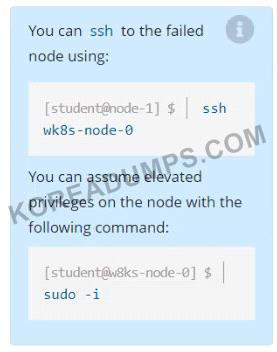 You can ssh to the failed
node using:
[student@node-1] $ | ssh
wk8s-node-0
KOREADUMPS.COM
You can assume elevated
privileges on the node with the
following command:
[student@w8ks-node-0] $ |
sudo -i